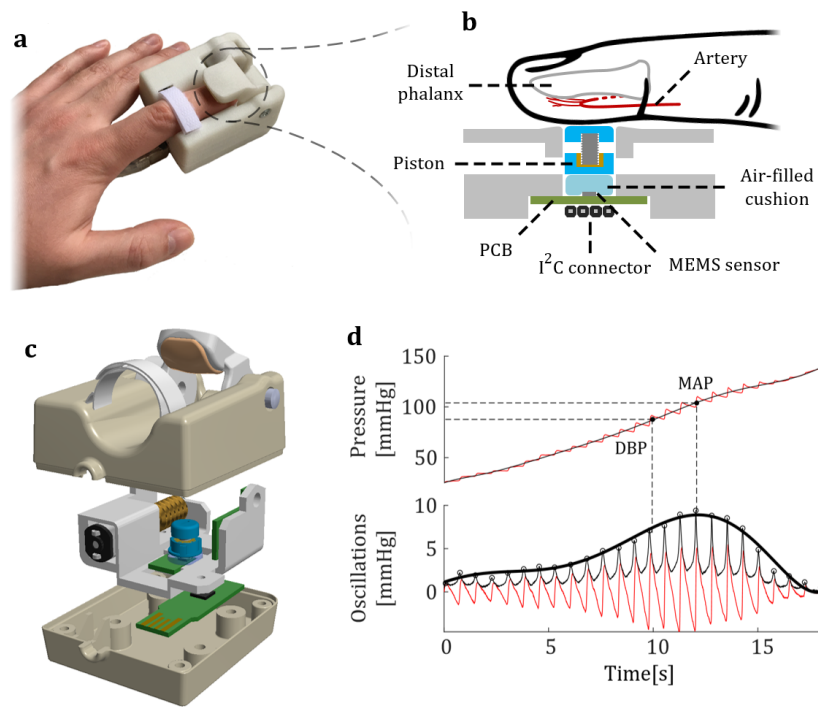 a
b
Distal
phalanx
Artery
Piston
Air-filled
cushion
PCB
I²C connector
MEMS sensor
c
d
Pressure
[mmHg]
150
100
50
MAP
DBP
Oscillations
[mmHg]
10
5
0
0
5
10
15
Time[s]